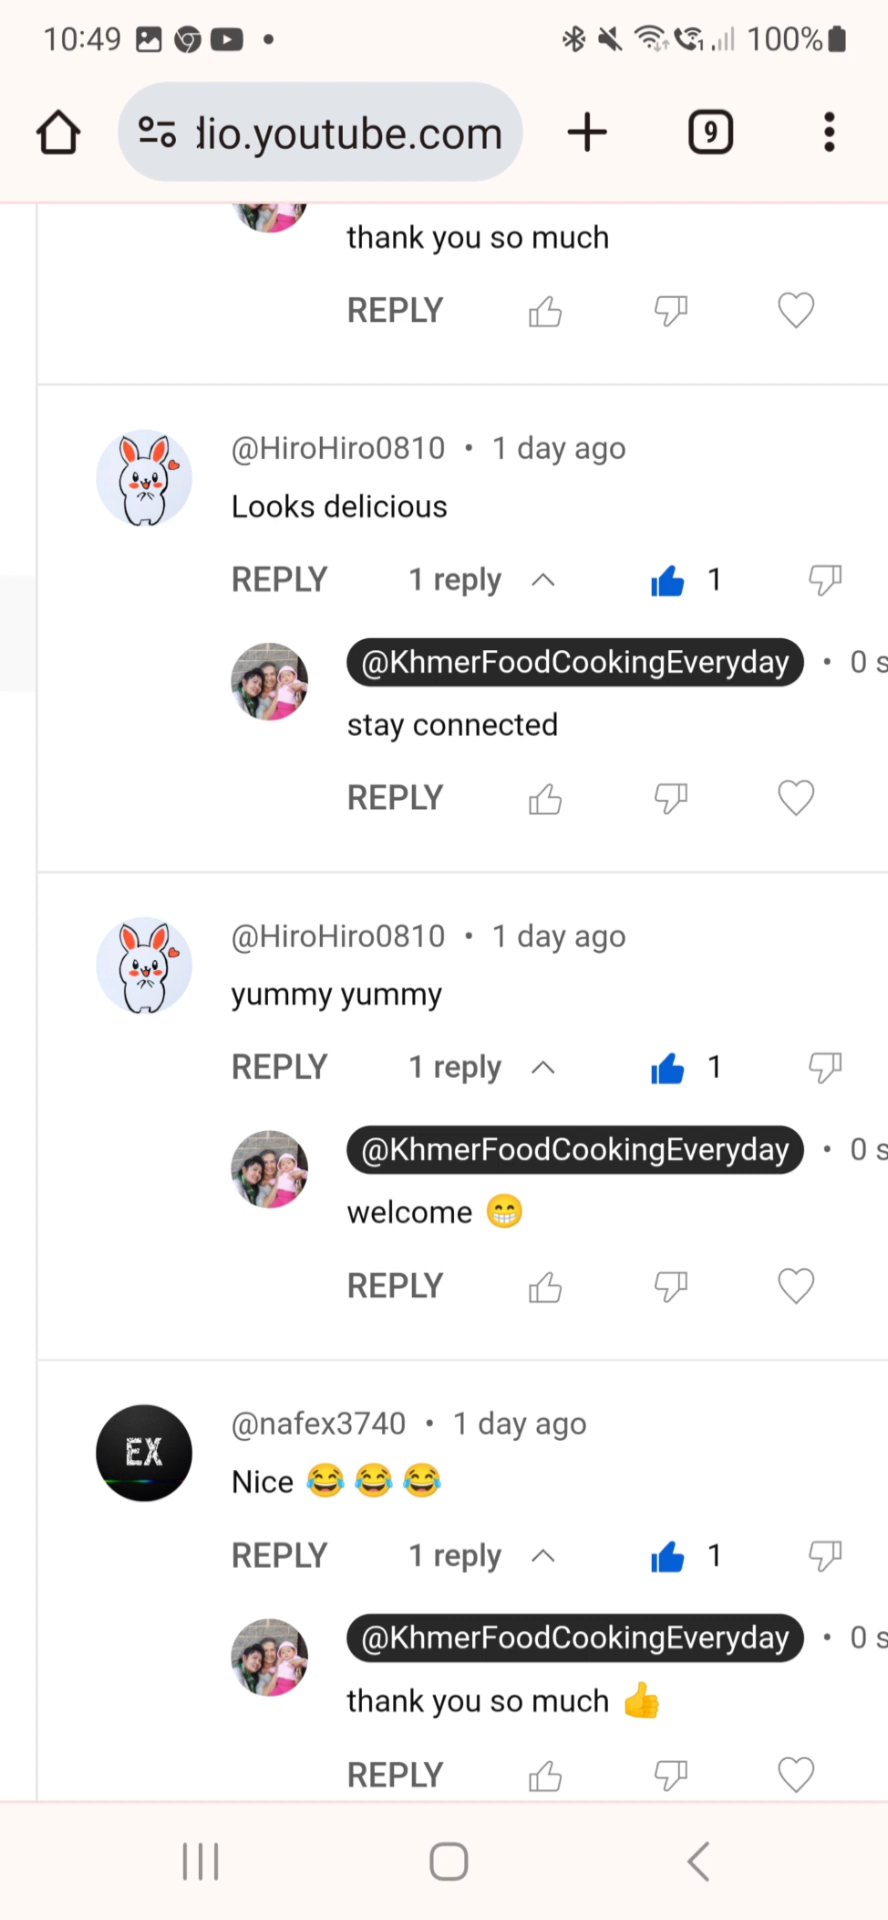 10:49
100%
dio.youtube.com
9
thank you so much
REPLY
@HiroHiro0810 • 1 day ago
Looks delicious
REPLY 1 reply 1
@KhmerFoodCookingEveryday • 0 s
stay connected
REPLY
@HiroHiro0810 • 1 day ago
yummy yummy
REPLY 1 reply 1
@KhmerFoodCookingEveryday • 0 s
welcome 😁
REPLY
EX
@nafex3740 • 1 day ago
Nice 😂😂😂
REPLY 1 reply 1
@KhmerFoodCookingEveryday • 0 s
thank you so much 👍
REPLY